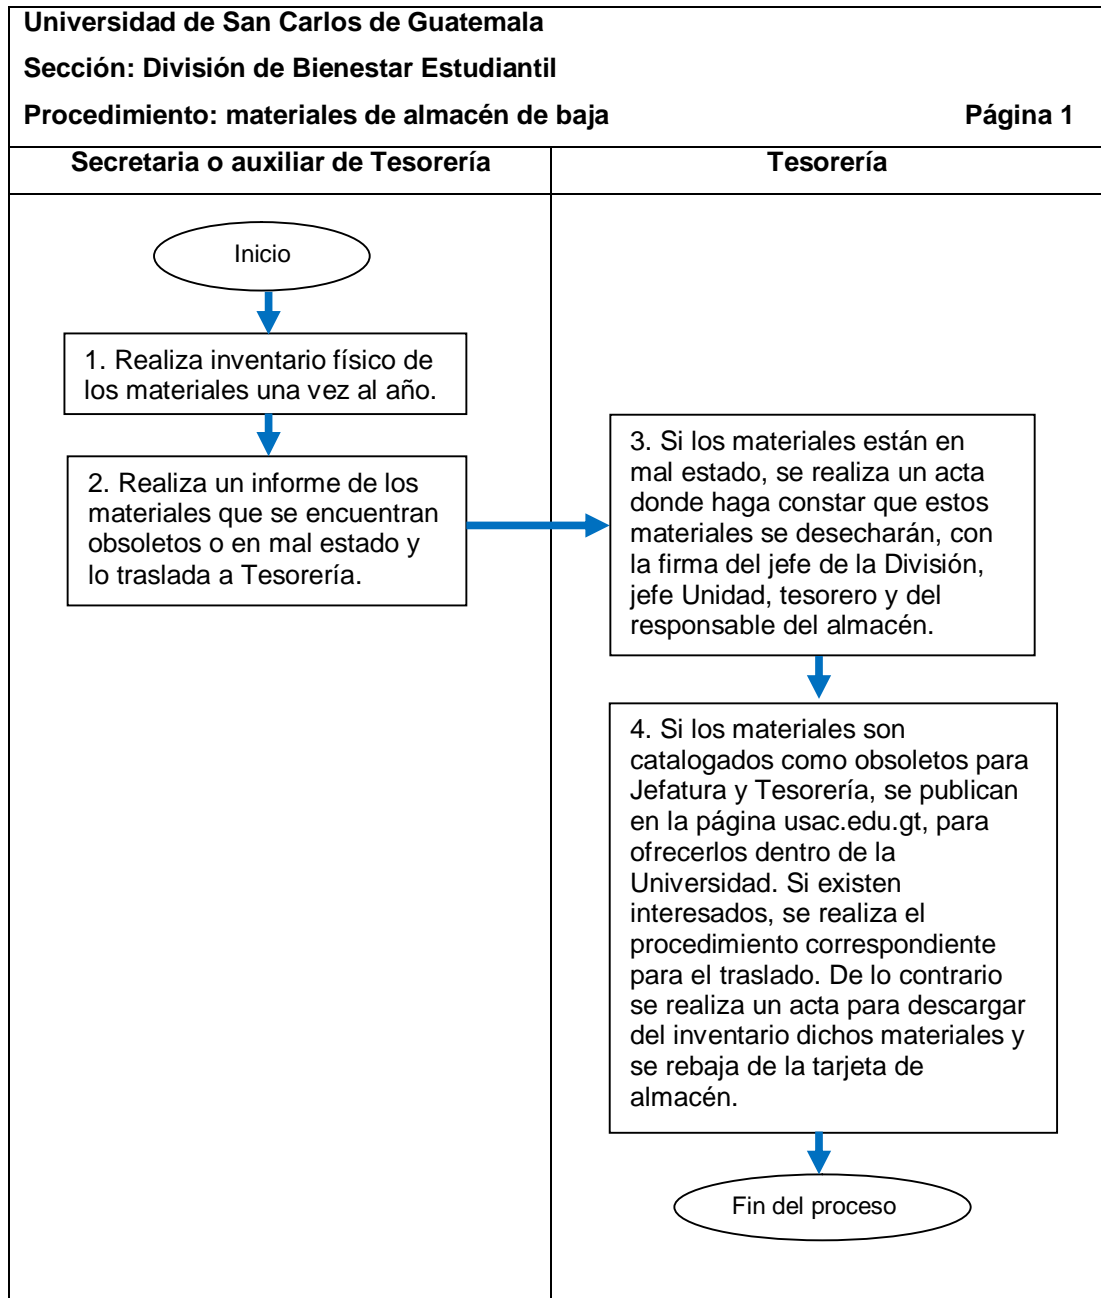 Universidad de San Carlos de Guatemala
Sección: División de Bienestar Estudiantil
Procedimiento: materiales de almacén de baja Página 1
Secretaria o auxiliar de Tesorería
Tesorería
Inicio
1. Realiza inventario físico de
los materiales una vez al año.
2. Realiza un informe de los
materiales que se encuentran
obsoletos o en mal estado y
lo traslada a Tesorería.
3. Si los materiales están en
mal estado, se realiza un acta
donde haga constar que estos
materiales se desecharán, con
la firma del jefe de la División,
jefe Unidad, tesorero y del
responsable del almacén.
4. Si los materiales son
catalogados como obsoletos para
Jefatura y Tesorería, se publican
en la página usac.edu.gt, para
ofrecerlos dentro de la
Universidad. Si existen
interesados, se realiza el
procedimiento correspondiente
para el traslado. De lo contrario
se realiza un acta para descargar
del inventario dichos materiales y
se rebaja de la tarjeta de
almacén.
Fin del proceso